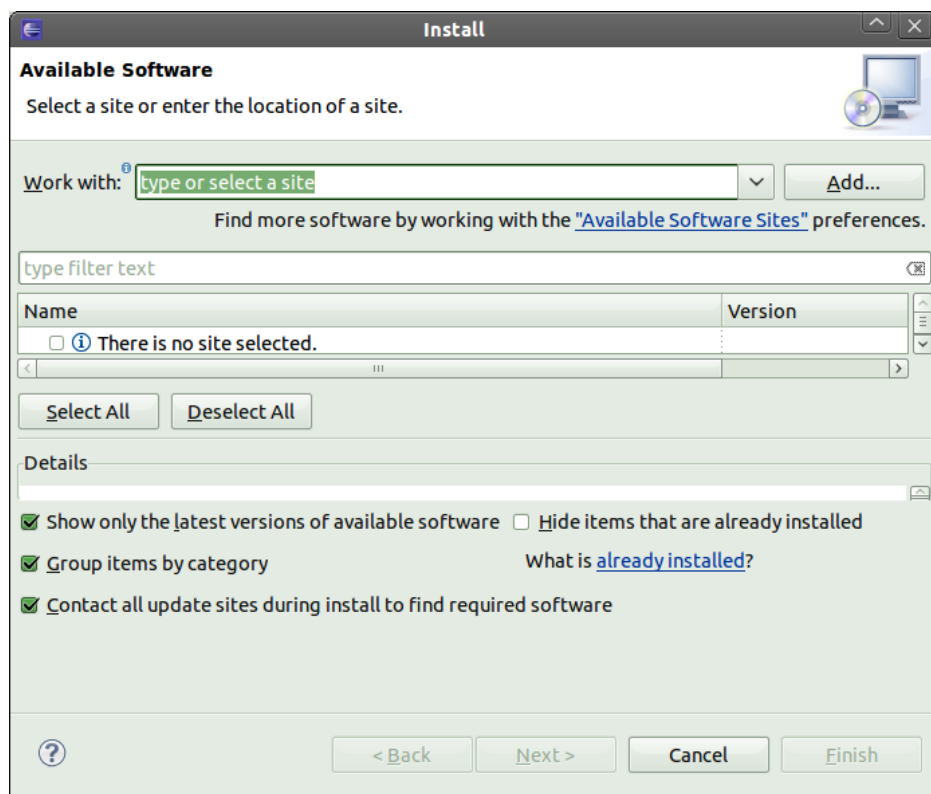 Install
Available Software
Select a site or enter the location of a site.
Work with: type or select a site Add...
Find more software by working with the "Available Software Sites" preferences.
type filter text
Name Version
There is no site selected.
Select All Deselect All
Details
Show only the latest versions of available software Hide items that are already installed
Group items by category What is already installed?
Contact all update sites during install to find required software
< Back Next > Cancel Finish